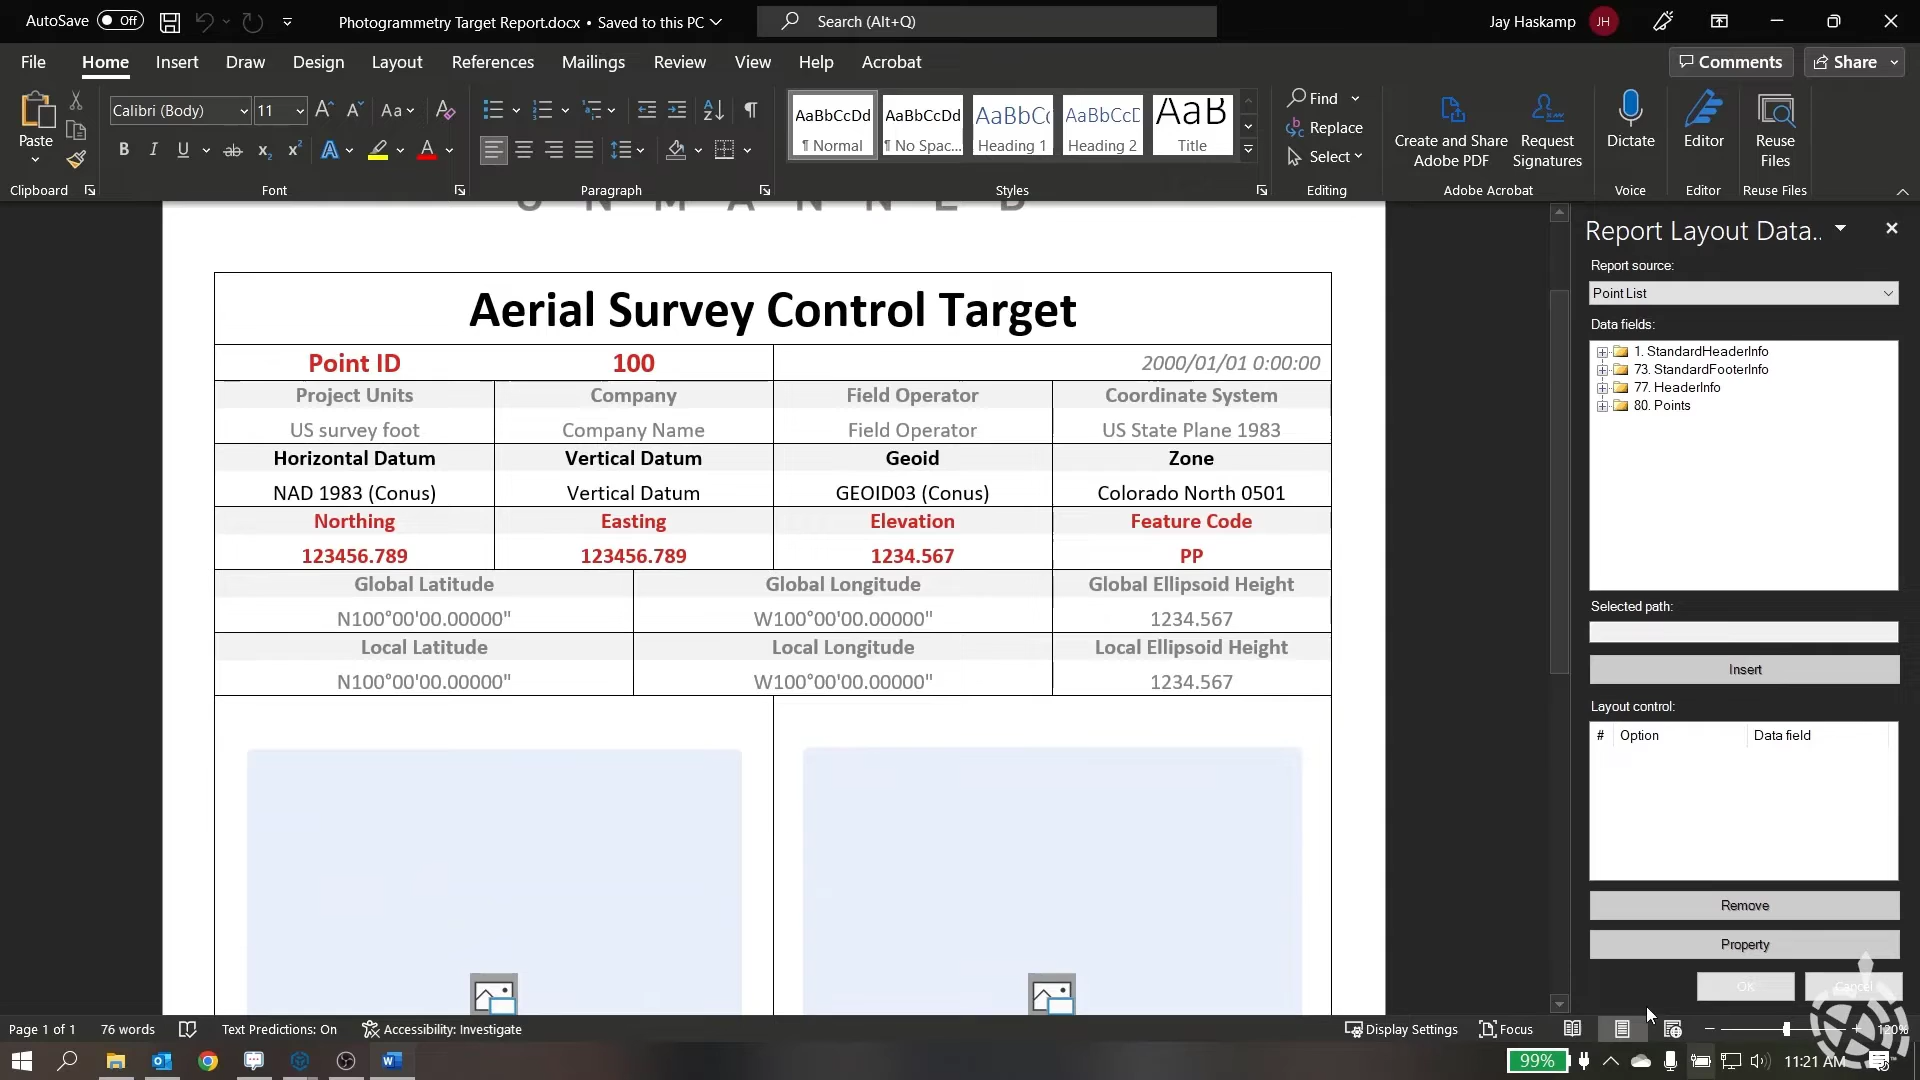 AutoSave Off Photogrammetry Target Report.docx • Saved to this PC Search (Alt+Q) Jay Haskamp JH
File Home Insert Draw Design Layout References Mailings Review View Help Acrobat Comments Share
Calibri (Body) 11 Aa
Paste
B I U ab x₂ x² A A
AaBbCcDd AaBbCcDd AaBbCc AaBbCcD AaB
¶ Normal ¶ No Spac... Heading 1 Heading 2 Title
Find
Replace
Select
Create and Share Request Dictate Editor Reuse
Adobe PDF Signatures Files
Clipboard Font Paragraph Styles Editing Adobe Acrobat Voice Editor Reuse Files
U N M A N N E D
Aerial Survey Control Target
Point ID 100 2000/01/01 0:00:00
Project Units Company Field Operator Coordinate System
US survey foot Company Name Field Operator US State Plane 1983
Horizontal Datum Vertical Datum Geoid Zone
NAD 1983 (Conus) Vertical Datum GEOID03 (Conus) Colorado North 0501
Northing Easting Elevation Feature Code
123456.789 123456.789 1234.567 PP
Global Latitude Global Longitude Global Ellipsoid Height
N100°00'00.00000" W100°00'00.00000" 1234.567
Local Latitude Local Longitude Local Ellipsoid Height
N100°00'00.00000" W100°00'00.00000" 1234.567
Report Layout Data..
Report source:
Point List
Data fields:
1. StandardHeaderInfo
73. StandardFooterInfo
77. HeaderInfo
80. Points
Selected path:
Insert
Layout control:
# Option Data field
Remove
Property
OK Cancel
Page 1 of 1 76 words Text Predictions: On Accessibility: Investigate Display Settings Focus 120%
99% 11:21 AM